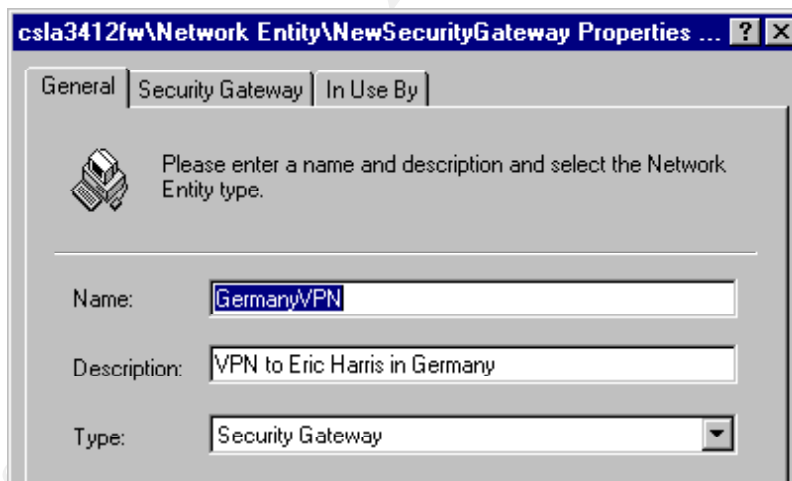 csla3412fw\Network Entity\NewSecurityGateway Properties ...
General Security Gateway In Use By
Please enter a name and description and select the Network
Entity type.
Name: GermanyVPN
Description: VPN to Eric Harris in Germany
Type: Security Gateway